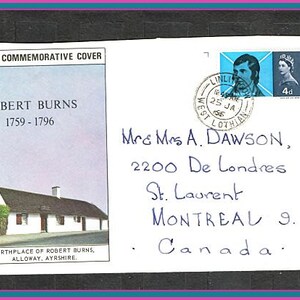 COMMEMORATIVE COVER
BERT BURNS
1759 - 1796
BIRTHPLACE OF ROBERT BURNS,
ALLOWAY, AYRSHIRE.
WEST LOTHIAN
25 JA
4d
Mr & Mrs A. DAWSON,
2200 De Londres
St. Laurent
MONTREAL 9.
Canada.